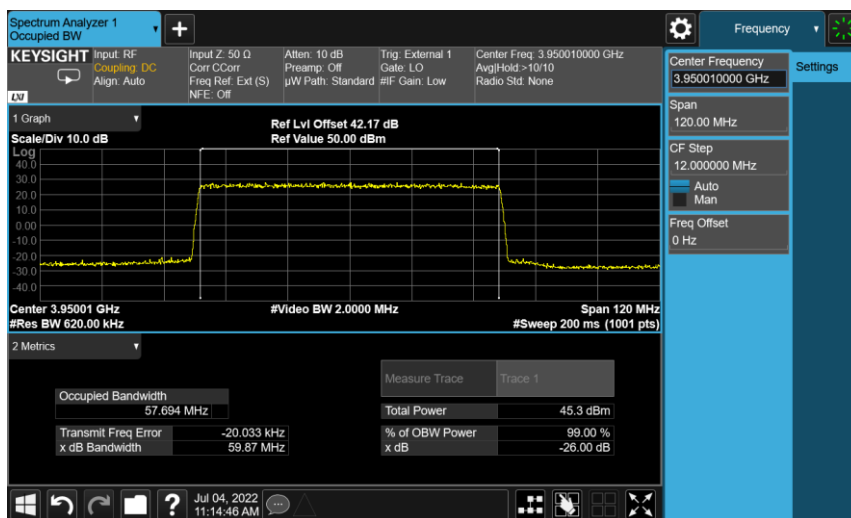 Spectrum Analyzer 1
Occupied BW
Frequency
KEYSIGHT
LXI
Input: RF
Coupling: DC
Align: Auto
Input Z: 50 Ω
Corr CCorr
Freq Ref: Ext (S)
NFE: Off
Atten: 10 dB
Preamp: Off
µW Path: Standard
Trig: External 1
Gate: LO
#IF Gain: Low
Center Freq: 3.950010000 GHz
Avg|Hold:>10/10
Radio Std: None
Center Frequency
3.950010000 GHz
Settings
Span
120.00 MHz
CF Step
12.000000 MHz
Auto
Man
Freq Offset
0 Hz
1 Graph
Scale/Div 10.0 dB
Ref Lvl Offset 42.17 dB
Ref Value 50.00 dBm
Log
40.0
30.0
20.0
10.0
0.00
-10.0
-20.0
-30.0
-40.0
Center 3.95001 GHz
#Res BW 620.00 kHz
#Video BW 2.0000 MHz
Span 120 MHz
#Sweep 200 ms (1001 pts)
2 Metrics
Measure Trace
Trace 1
Occupied Bandwidth
57.694 MHz
Total Power 45.3 dBm
Transmit Freq Error -20.033 kHz
% of OBW Power 99.00 %
x dB Bandwidth 59.87 MHz
x dB -26.00 dB
Jul 04, 2022
11:14:46 AM